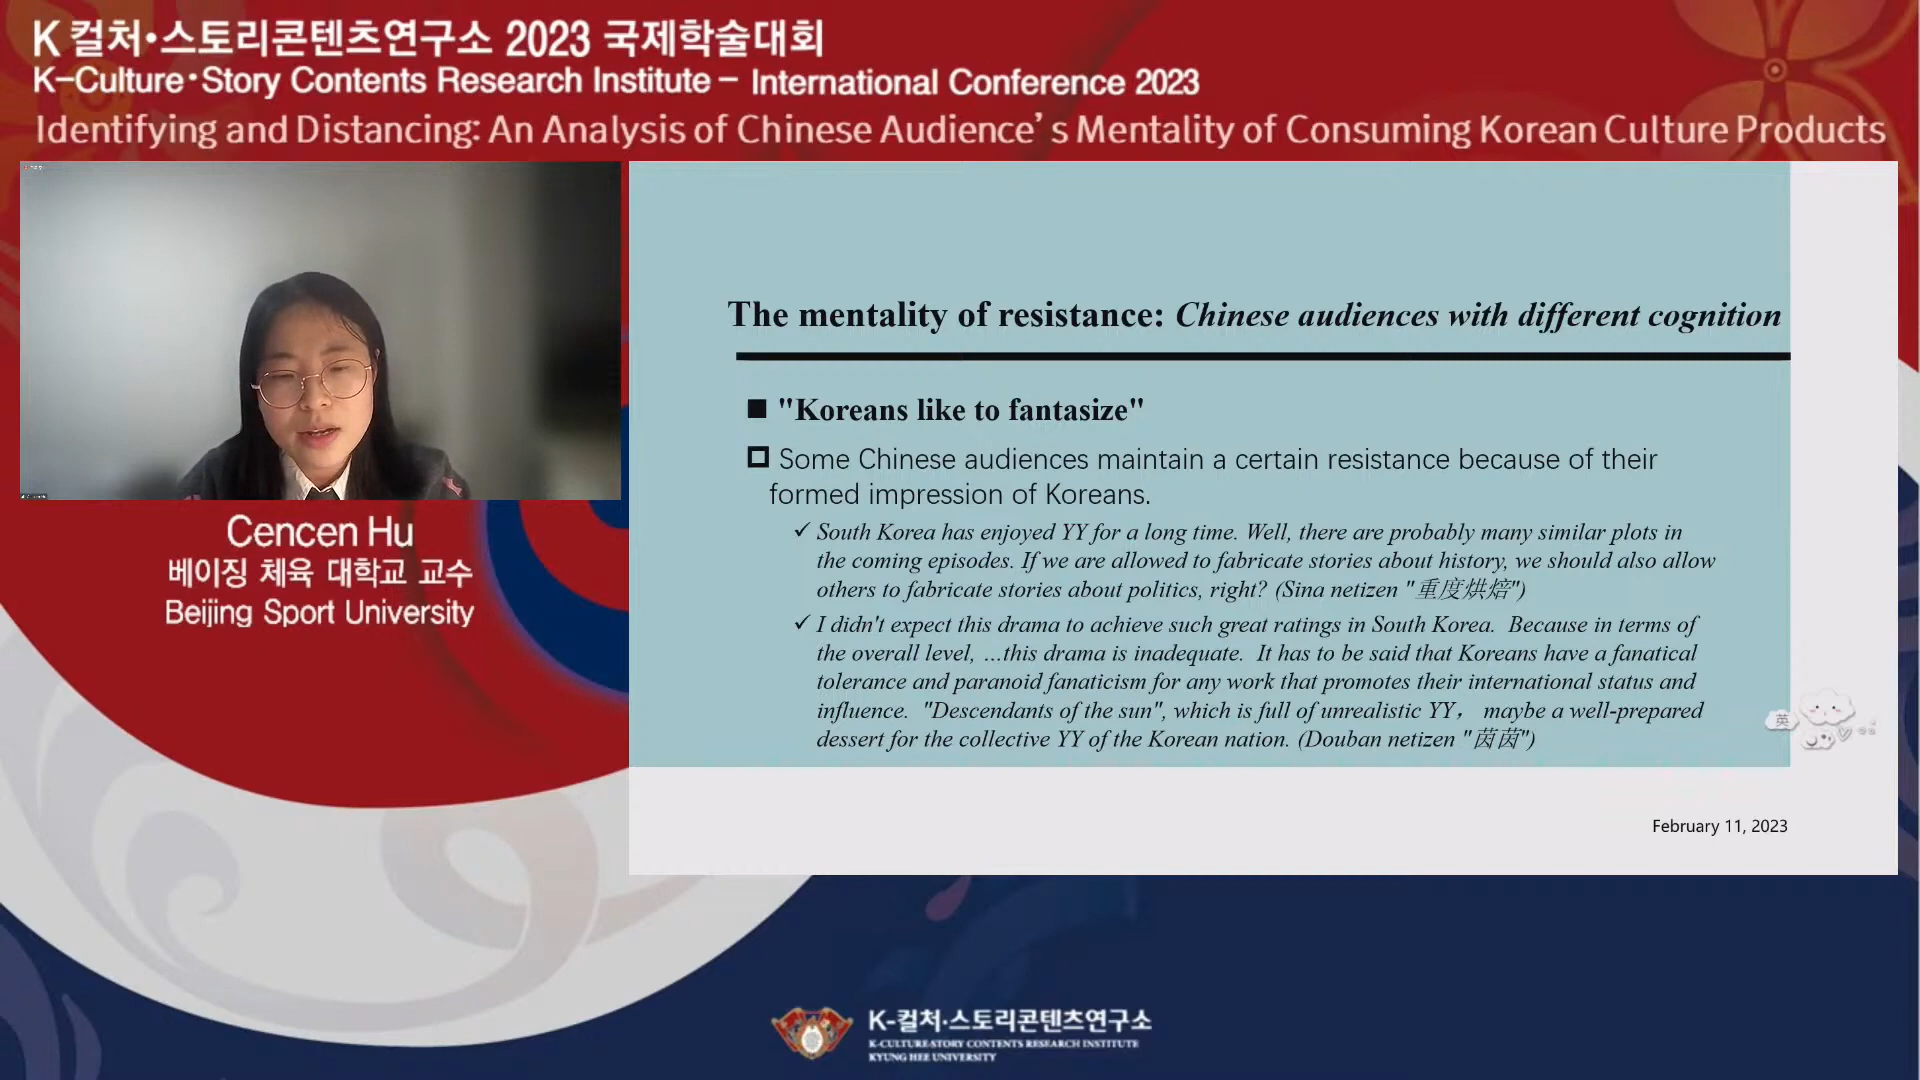 K컬처•스토리콘텐츠연구소 2023 국제학술대회
K-Culture•Story Contents Research Institute - International Conference 2023
Identifying and Distancing: An Analysis of Chinese Audience’s Mentality of Consuming Korean Culture Products
Cencen Hu
베이징 체육 대학교 교수
Beijing Sport University
The mentality of resistance: Chinese audiences with different cognition
"Koreans like to fantasize"
Some Chinese audiences maintain a certain resistance because of their
formed impression of Koreans.
✓ South Korea has enjoyed YY for a long time. Well, there are probably many similar plots in
the coming episodes. If we are allowed to fabricate stories about history, we should also allow
others to fabricate stories about politics, right? (Sina netizen "重度烘焙")
✓ I didn't expect this drama to achieve such great ratings in South Korea. Because in terms of
the overall level, ...this drama is inadequate. It has to be said that Koreans have a fanatical
tolerance and paranoid fanaticism for any work that promotes their international status and
influence. "Descendants of the sun", which is full of unrealistic YY， maybe a well-prepared
dessert for the collective YY of the Korean nation. (Douban netizen "茵茵")
英
February 11, 2023
K-컬처•스토리콘텐츠연구소
K-CULTURE•STORY CONTENTS RESEARCH INSTITUTE
KYUNG HEE UNIVERSITY